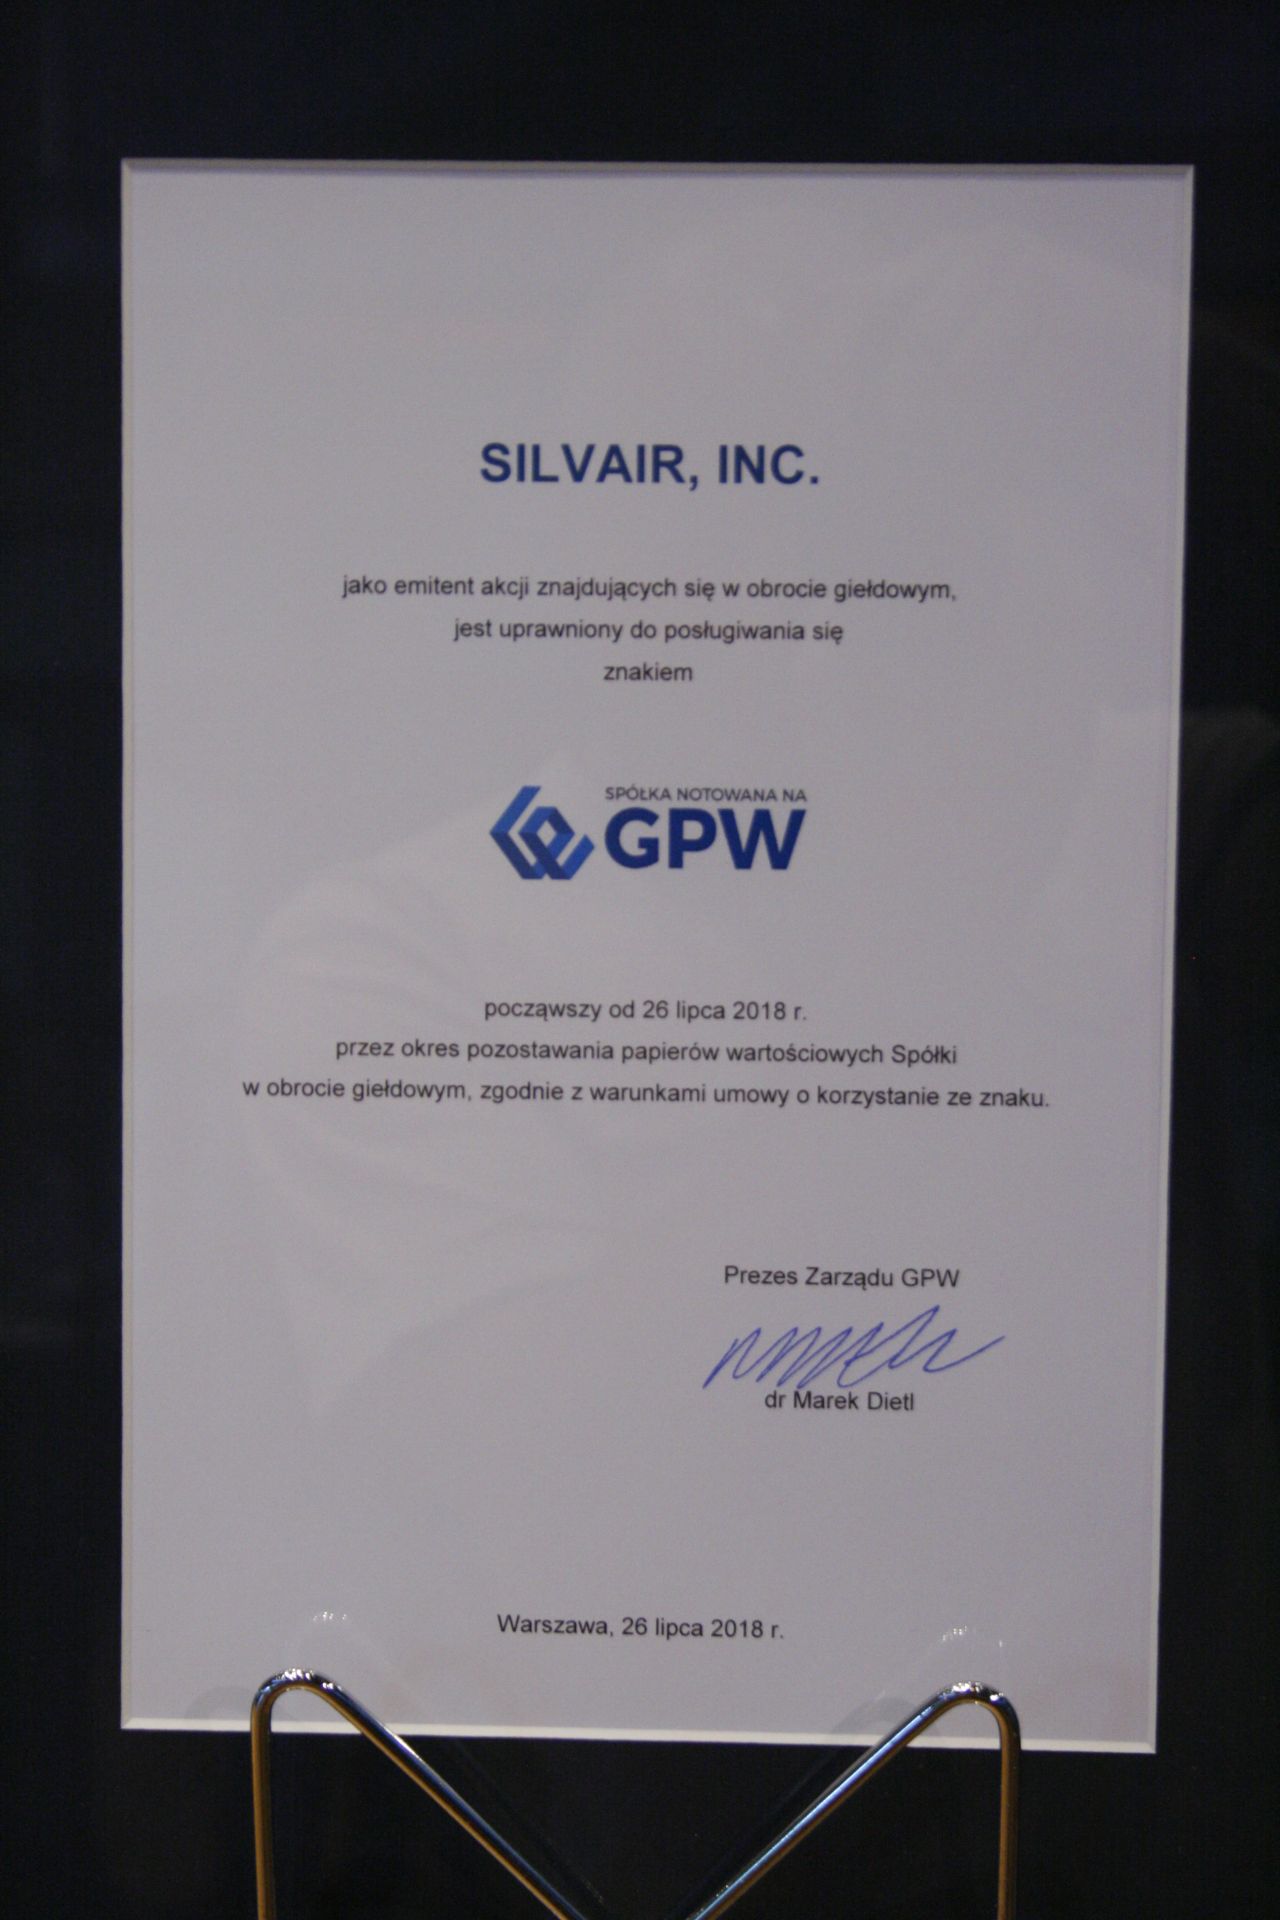 SILVAIR, INC.
jako emitent akcji znajdujących się w obrocie giełdowym,
jest uprawniony do posługiwania się
znakiem
SPÓŁKA NOTOWANA NA
GPW
począwszy od 26 lipca 2018 r.
przez okres pozostawania papierów wartościowych Spółki
w obrocie giełdowym, zgodnie z warunkami umowy o korzystanie ze znaku.
Prezes Zarządu GPW
dr Marek Dietl
Warszawa, 26 lipca 2018 r.